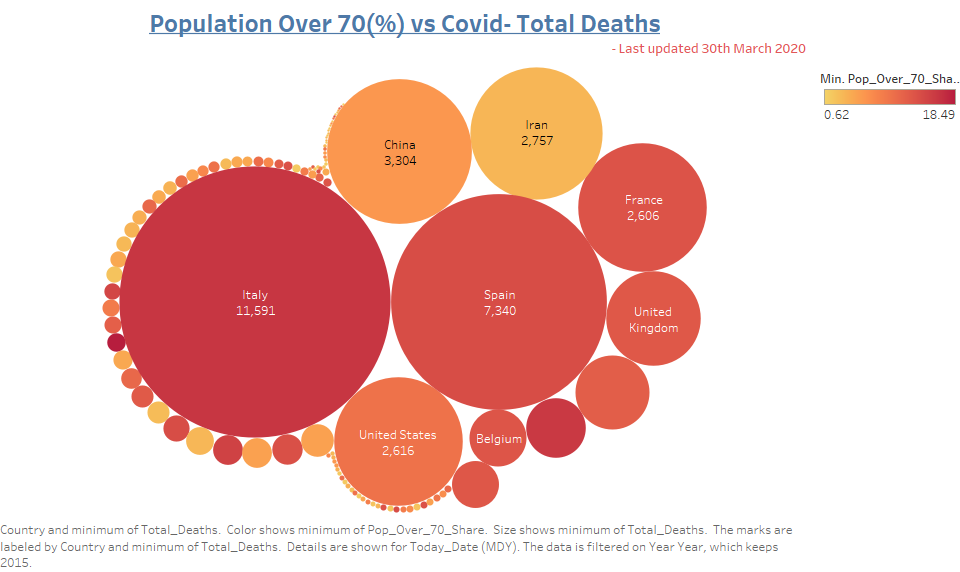 Population Over 70(%) vs Covid- Total Deaths
- Last updated 30th March 2020
Min. Pop_Over_70_Sha..
0.62 18.49
China
3,304
Iran
2,757
France
2,606
Italy
11,591
Spain
7,340
United
Kingdom
United States
2,616
Belgium
Country and minimum of Total_Deaths. Color shows minimum of Pop_Over_70_Share. Size shows minimum of Total_Deaths. The marks are
labeled by Country and minimum of Total_Deaths. Details are shown for Today_Date (MDY). The data is filtered on Year Year, which keeps
2015.